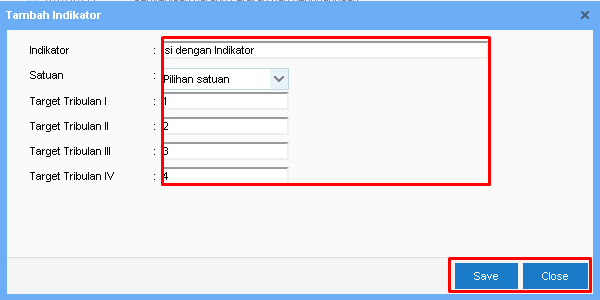 Tambah Indikator
Indikator : si dengan Indikator
Satuan : Pilihan satuan
Target Tribulan I : 1
Target Tribulan II : 2
Target Tribulan III : 3
Target Tribulan IV : 4
Save Close